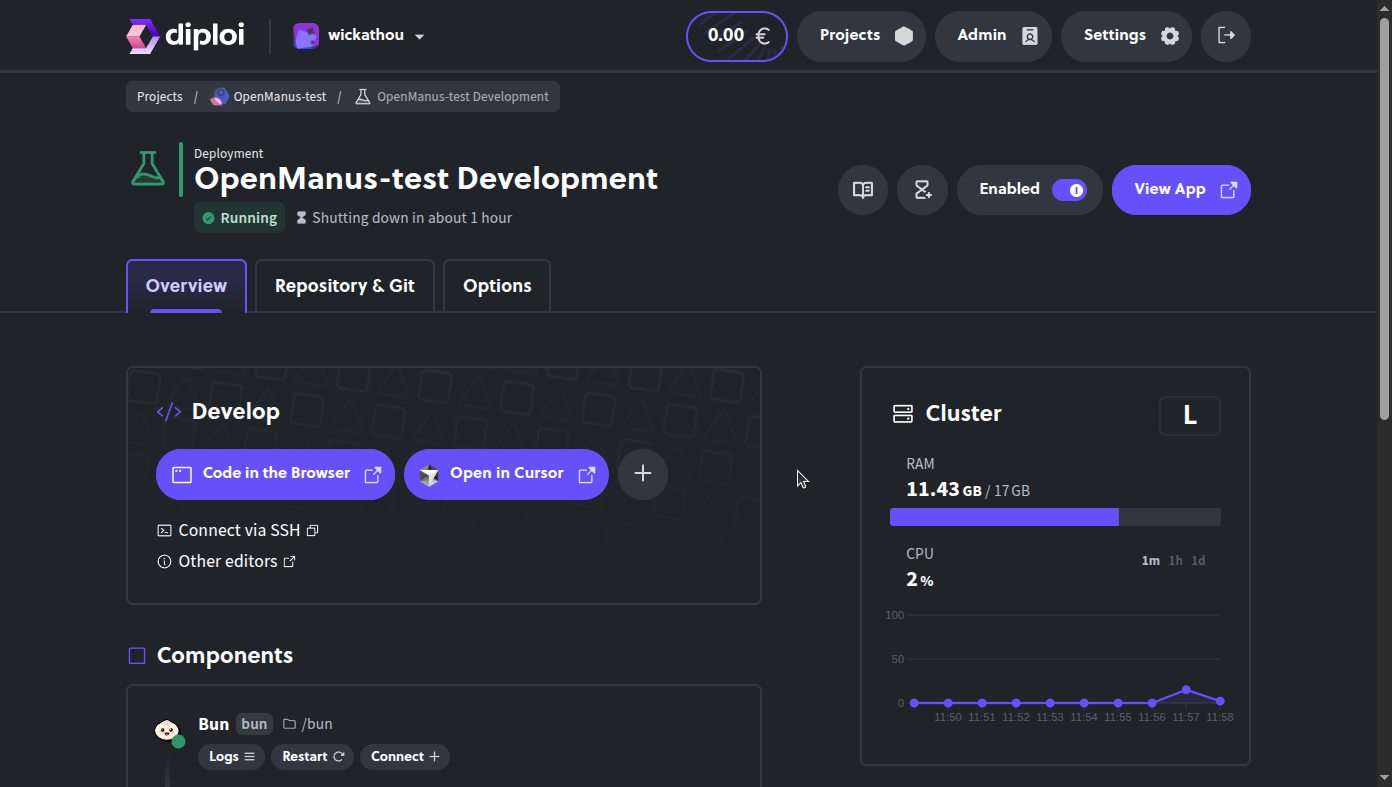 diploi wickathou 0.00 € Projects Admin Settings
Projects / OpenManus-test / OpenManus-test Development
Deployment
OpenManus-test Development
Running Shutting down in about 1 hour
Enabled View App
Overview Repository & Git Options
</> Develop
Code in the Browser Open in Cursor
Connect via SSH
Other editors
Cluster L
RAM
11.43 GB / 17 GB
CPU
2 %
1m 1h 1d
100
50
0
11:50 11:51 11:52 11:53 11:54 11:55 11:56 11:57 11:58
Components
Bun bun /bun
Logs Restart Connect